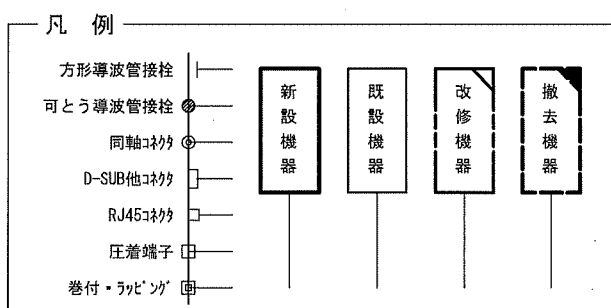 凡 例
方形導波管接栓
可とう導波管接栓
同軸ｺﾈｸﾀ
D-SUB他ｺﾈｸﾀ
RJ45ｺﾈｸﾀ
圧着端子
巻付・ﾗｯﾋﾟﾝｸﾞ
新設機器
既設機器
改修機器
撤去機器